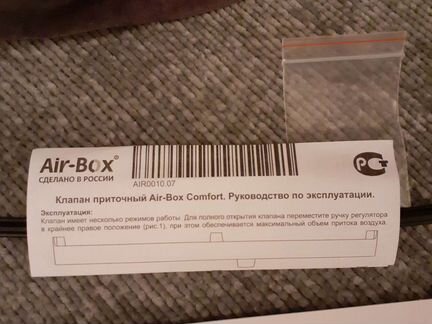 Air-Box®
СДЕЛАНО В РОССИИ
AIR0010.07
РСТ
Клапан приточный Air-Box Comfort. Руководство по эксплуатации.
Эксплуатация:
Клапан имеет несколько режимов работы. Для полного открытия клапана переместите ручку регулятора
в крайнее правое положение (рис.1), при этом обеспечивается максимальный объем притока воздуха.